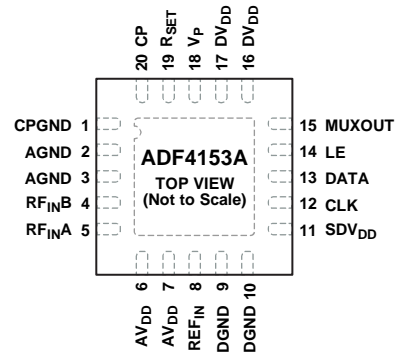 20 CP
19 RSET
18 VP
17 DVDD
16 DVDD
CPGND 1
AGND 2
AGND 3
RFINB 4
RFINA 5
ADF4153A
TOP VIEW
(Not to Scale)
15 MUXOUT
14 LE
13 DATA
12 CLK
11 SDVDD
AVDD 6
AVDD 7
REFIN 8
DGND 9
DGND 10